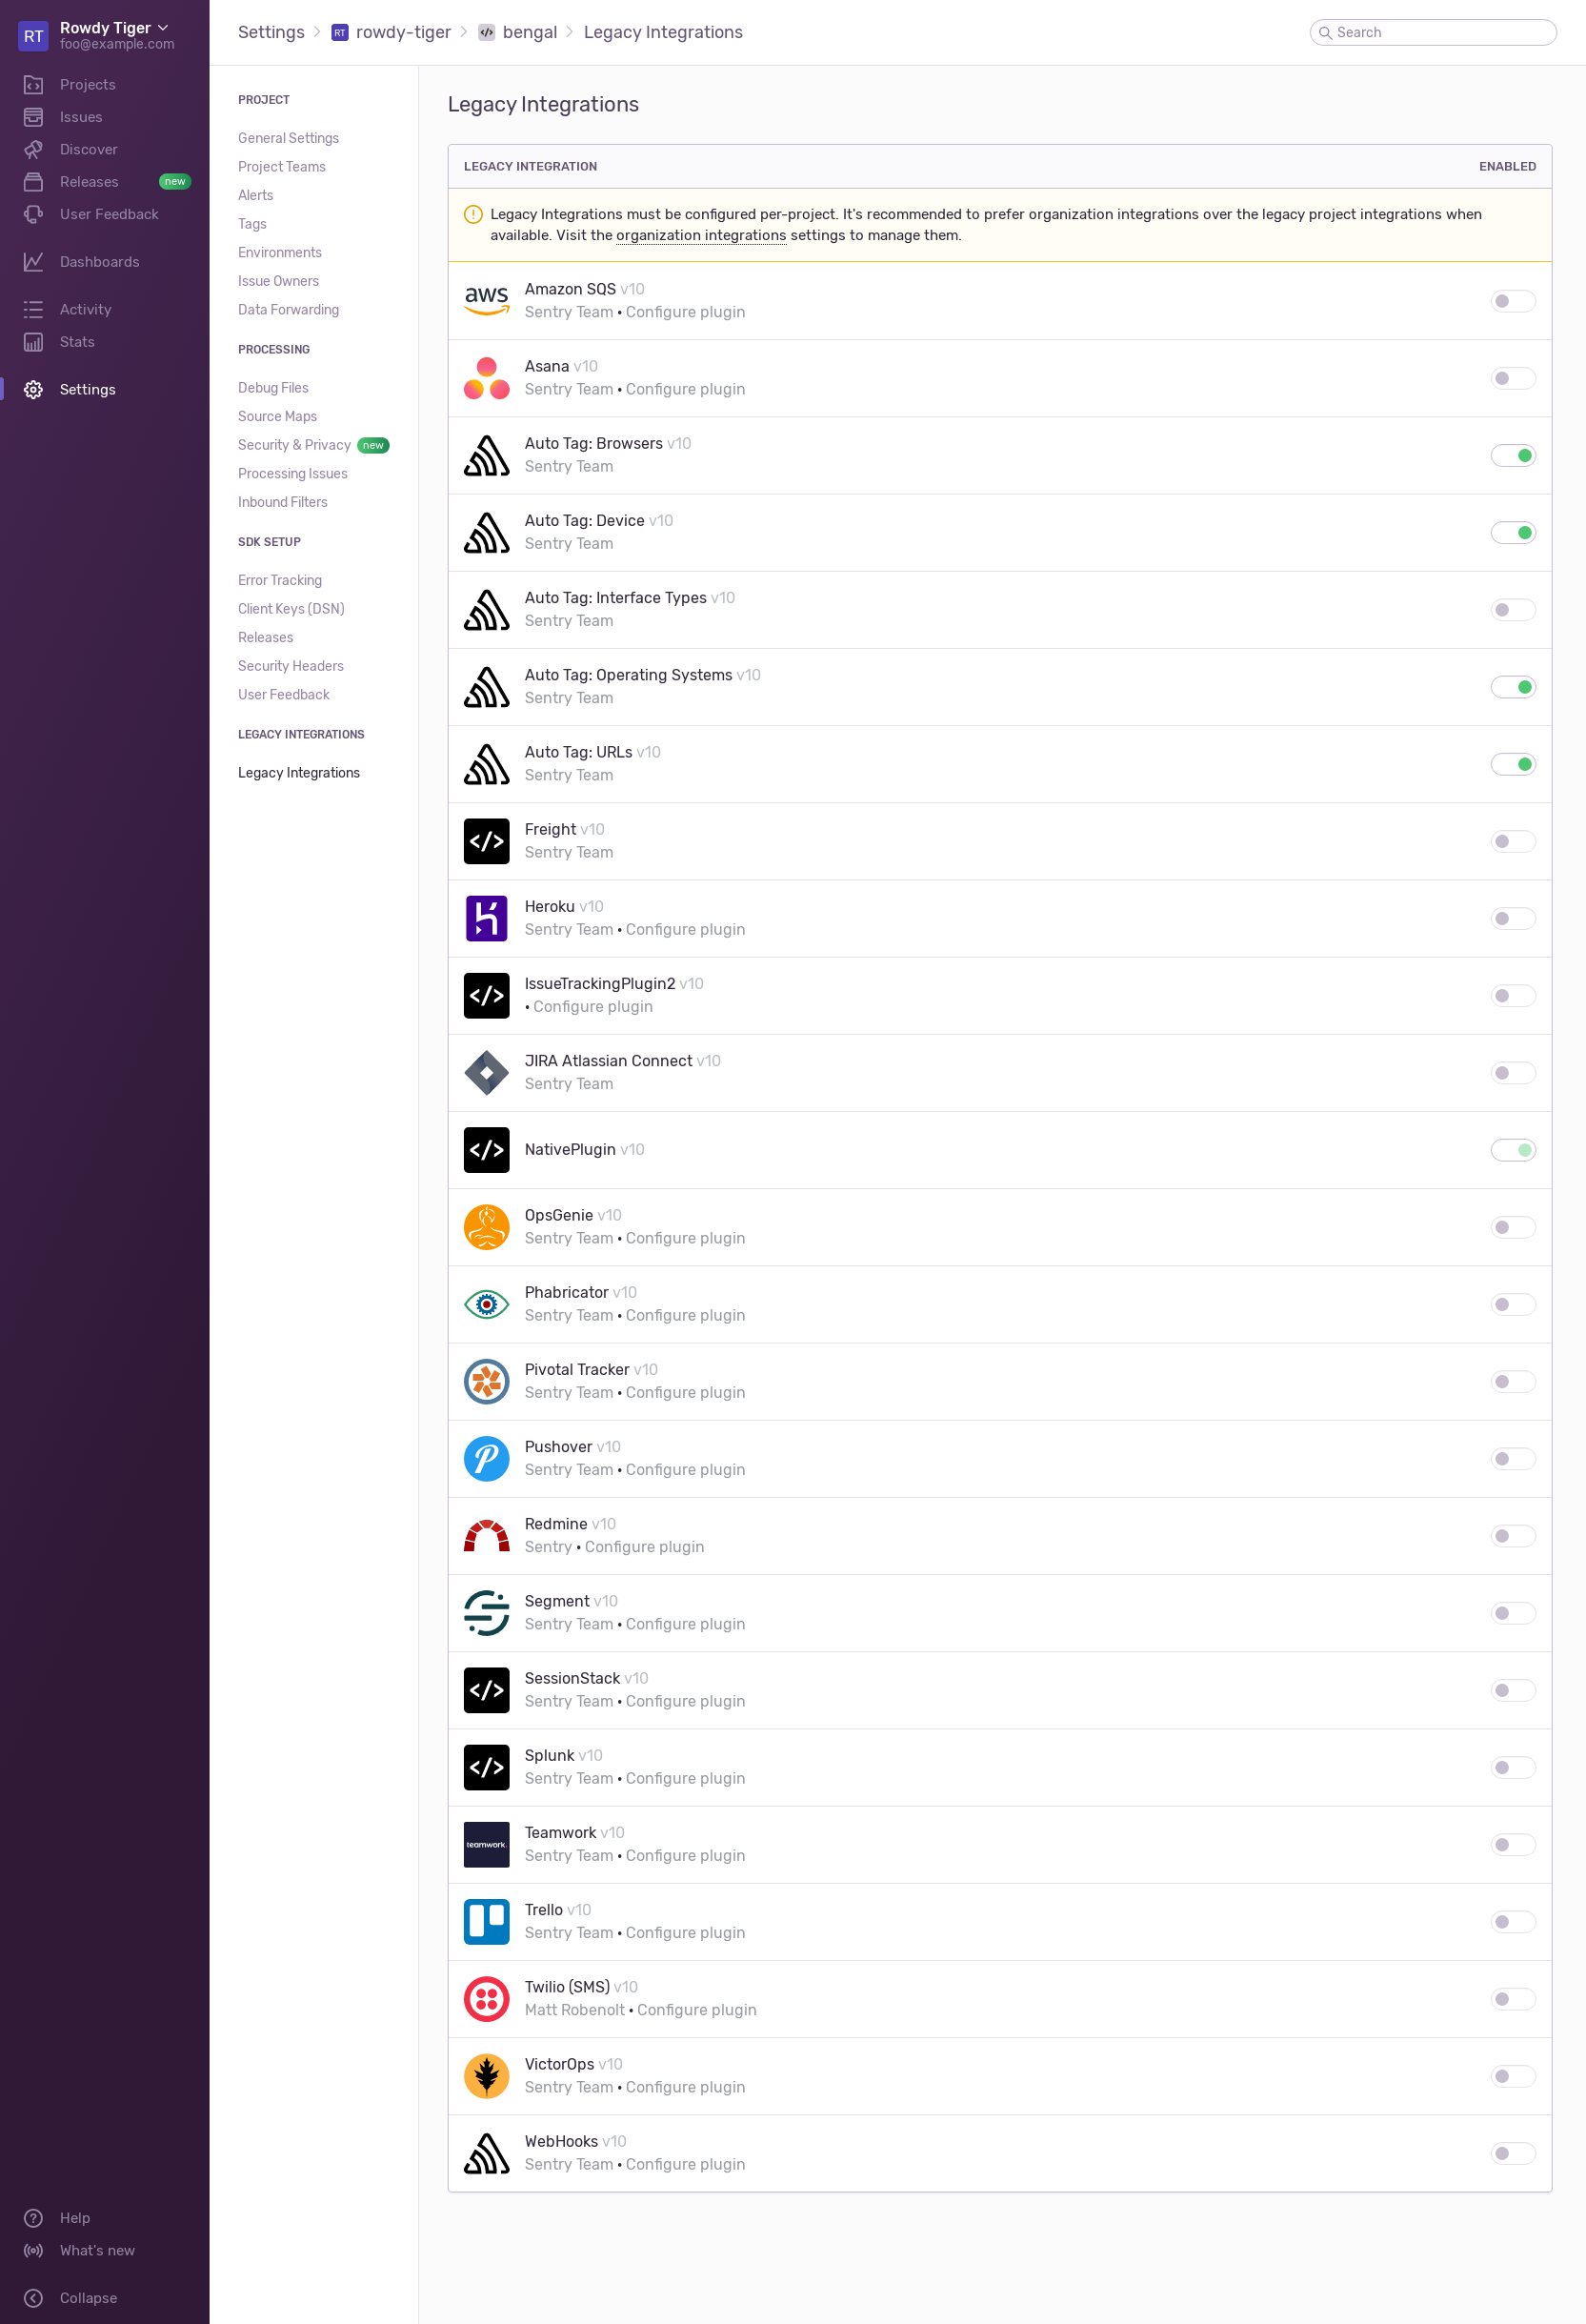 RT
Rowdy Tiger
foo@example.com
Projects
Issues
Discover
Releases new
User Feedback
Dashboards
Activity
Stats
Settings
Help
What's new
Collapse
Settings RT rowdy-tiger bengal Legacy Integrations
Search
PROJECT
General Settings
Project Teams
Alerts
Tags
Environments
Issue Owners
Data Forwarding
PROCESSING
Debug Files
Source Maps
Security & Privacy new
Processing Issues
Inbound Filters
SDK SETUP
Error Tracking
Client Keys (DSN)
Releases
Security Headers
User Feedback
LEGACY INTEGRATIONS
Legacy Integrations
Legacy Integrations
LEGACY INTEGRATION ENABLED
Legacy Integrations must be configured per-project. It's recommended to prefer organization integrations over the legacy project integrations when
available. Visit the organization integrations settings to manage them.
aws
Amazon SQS v10
Sentry Team • Configure plugin
Asana v10
Sentry Team • Configure plugin
Auto Tag: Browsers v10
Sentry Team
Auto Tag: Device v10
Sentry Team
Auto Tag: Interface Types v10
Sentry Team
Auto Tag: Operating Systems v10
Sentry Team
Auto Tag: URLs v10
Sentry Team
Freight v10
Sentry Team
Heroku v10
Sentry Team • Configure plugin
IssueTrackingPlugin2 v10
• Configure plugin
JIRA Atlassian Connect v10
Sentry Team
NativePlugin v10
OpsGenie v10
Sentry Team • Configure plugin
Phabricator v10
Sentry Team • Configure plugin
Pivotal Tracker v10
Sentry Team • Configure plugin
Pushover v10
Sentry Team • Configure plugin
Redmine v10
Sentry • Configure plugin
Segment v10
Sentry Team • Configure plugin
SessionStack v10
Sentry Team • Configure plugin
Splunk v10
Sentry Team • Configure plugin
teamwork.
Teamwork v10
Sentry Team • Configure plugin
Trello v10
Sentry Team • Configure plugin
Twilio (SMS) v10
Matt Robenolt • Configure plugin
VictorOps v10
Sentry Team • Configure plugin
WebHooks v10
Sentry Team • Configure plugin